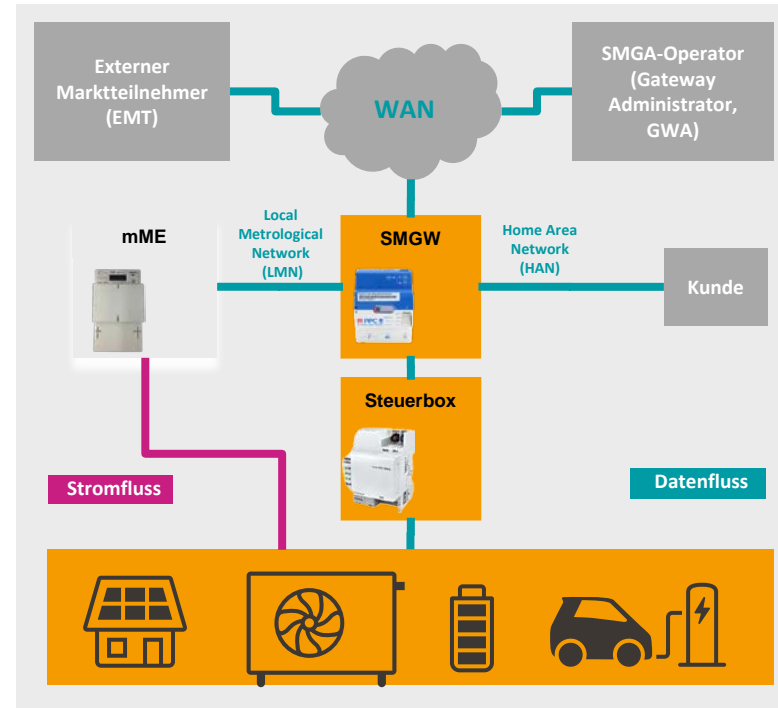 Externer
Marktteilnehmer
(EMT)
WAN
SMGA-Operator
(Gateway
Administrator,
GWA)
mME
Local
Metrological
Network
(LMN)
SMGW
Home Area
Network
(HAN)
Kunde
PPC
Steuerbox
Stromfluss
Datenfluss